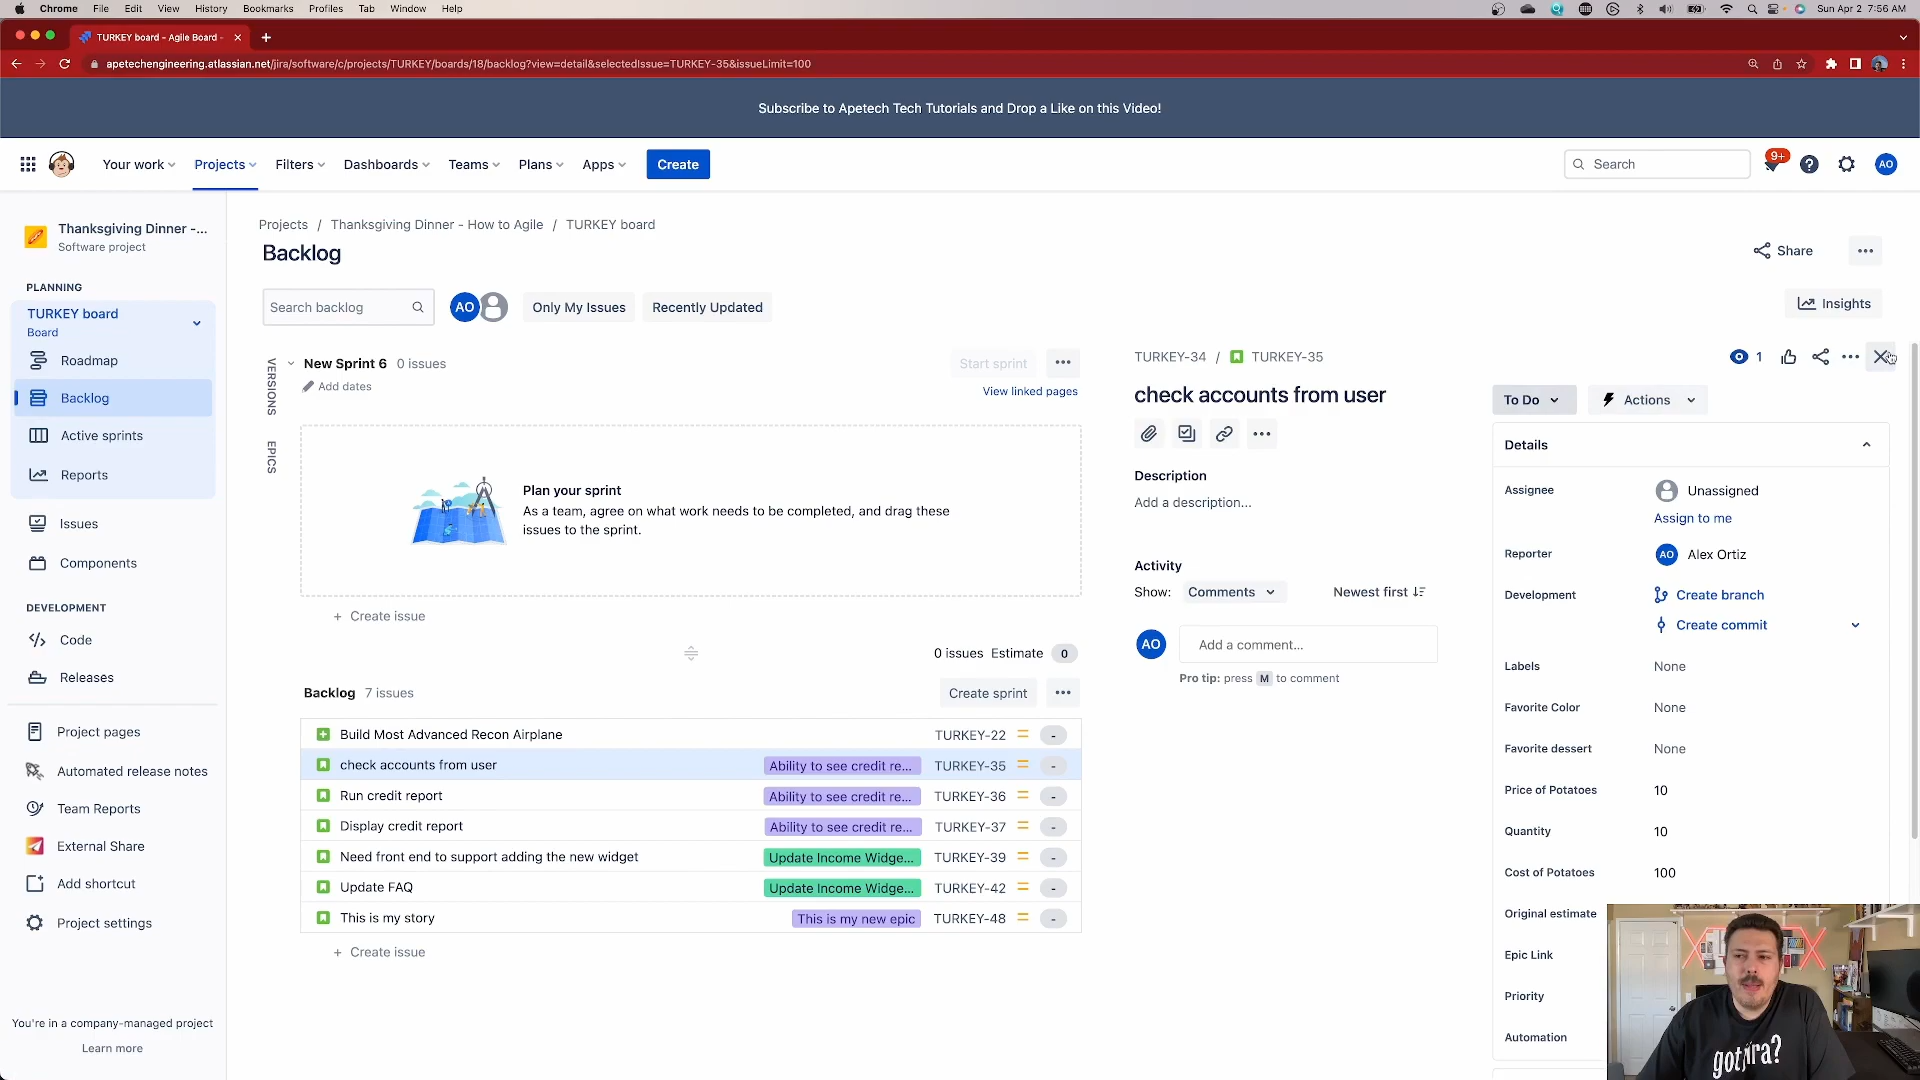 Chrome File Edit View History Bookmarks Profiles Tab Window Help
Sun Apr 2 7:56 AM
TURKEY board - Agile Board -
apetechengineering.atlassian.net/jira/software/c/projects/TURKEY/boards/18/backlog?view=detail&selectedIssue=TURKEY-35&issueLimit=100
Subscribe to Apetech Tech Tutorials and Drop a Like on this Video!
Your work Projects Filters Dashboards Teams Plans Apps Create
Search
9+
AO
Thanksgiving Dinner -...
Software project
PLANNING
TURKEY board
Board
Roadmap
Backlog
Active sprints
Reports
Issues
Components
DEVELOPMENT
Code
Releases
Project pages
Automated release notes
Team Reports
External Share
Add shortcut
Project settings
You're in a company-managed project
Learn more
Projects / Thanksgiving Dinner - How to Agile / TURKEY board
Backlog
Share
Search backlog
AO
Only My Issues
Recently Updated
Insights
VERSIONS
EPICS
New Sprint 6 0 issues
Start sprint
Add dates
View linked pages
Plan your sprint
As a team, agree on what work needs to be completed, and drag these
issues to the sprint.
+ Create issue
0 issues Estimate 0
Backlog 7 issues
Create sprint
Build Most Advanced Recon Airplane TURKEY-22 -
check accounts from user Ability to see credit re... TURKEY-35 -
Run credit report Ability to see credit re... TURKEY-36 -
Display credit report Ability to see credit re... TURKEY-37 -
Need front end to support adding the new widget Update Income Widge... TURKEY-39 -
Update FAQ Update Income Widge... TURKEY-42 -
This is my story This is my new epic TURKEY-48 -
+ Create issue
TURKEY-34 / TURKEY-35
1
check accounts from user
Description
Add a description...
Activity
Show: Comments
Newest first
AO
Add a comment...
Pro tip: press M to comment
To Do
Actions
Details
Assignee Unassigned
Assign to me
Reporter AO Alex Ortiz
Development Create branch
Create commit
Labels None
Favorite Color None
Favorite dessert None
Price of Potatoes 10
Quantity 10
Cost of Potatoes 100
Original estimate
Epic Link
Priority
Automation